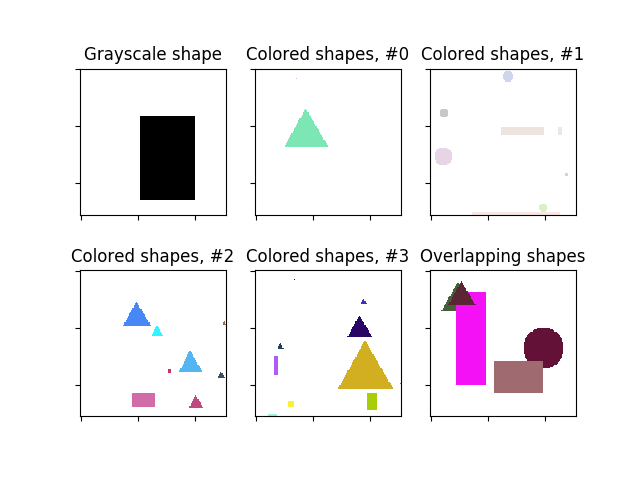 Grayscale shape
Colored shapes, #0
Colored shapes, #1
Colored shapes, #2
Colored shapes, #3
Overlapping shapes